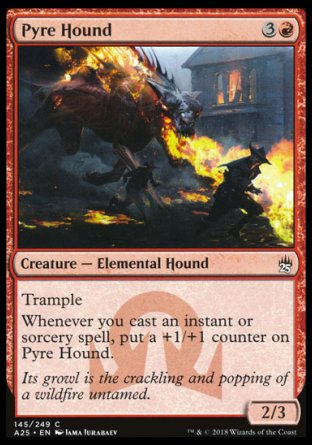 Pyre Hound 3
Creature — Elemental Hound
25
Trample
Whenever you cast an instant or
sorcery spell, put a +1/+1 counter on
Pyre Hound.
Its growl is the crackling and popping of
a wildfire untamed.
2/3
145/249 C
A25 • EN Jama Jurabaev
™ & © 2018 Wizards of the Coast